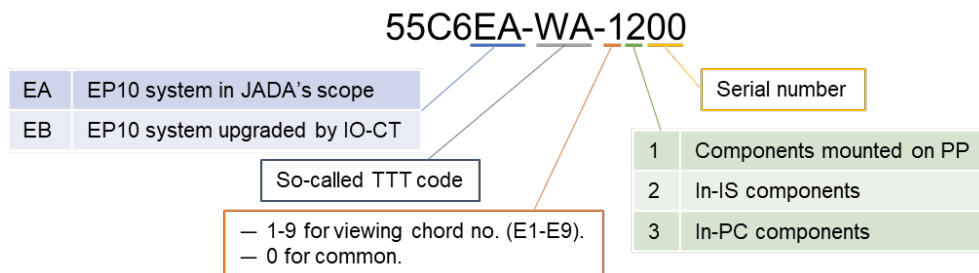 55C6EA-WA-1200
EA EP10 system in JADA’s scope
EB EP10 system upgraded by IO-CT
Serial number
So-called TTT code
1 Components mounted on PP
2 In-IS components
3 In-PC components
— 1-9 for viewing chord no. (E1-E9).
— 0 for common.